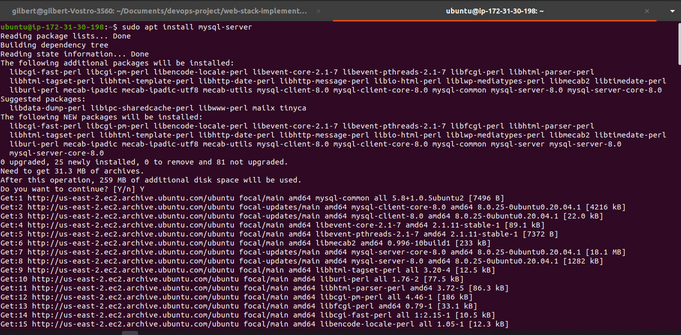 gilbert@gilbert-Vostro-3560: ~/Documents/devops-project/web-stack-implement...
ubuntu@ip-172-31-30-198: ~
ubuntu@ip-172-31-30-198:~$ sudo apt install mysql-server
Reading package lists... Done
Building dependency tree
Reading state information... Done
The following additional packages will be installed:
libcgi-fast-perl libcgi-pm-perl libencode-locale-perl libevent-core-2.1-7 libevent-pthreads-2.1-7 libfcgi-perl libhtml-parser-perl
libhtml-tagset-perl libhtml-template-perl libhttp-date-perl libhttp-message-perl libio-html-perl liblwp-mediatypes-perl libmecab2 libtimedate-perl
liburi-perl mecab-ipadic mecab-ipadic-utf8 mecab-utils mysql-client-8.0 mysql-client-core-8.0 mysql-common mysql-server-8.0 mysql-server-core-8.0
Suggested packages:
libdata-dump-perl libipc-sharedcache-perl libwww-perl mailx tinyca
The following NEW packages will be installed:
libcgi-fast-perl libcgi-pm-perl libencode-locale-perl libevent-core-2.1-7 libevent-pthreads-2.1-7 libfcgi-perl libhtml-parser-perl
libhtml-tagset-perl libhtml-template-perl libhttp-date-perl libhttp-message-perl libio-html-perl liblwp-mediatypes-perl libmecab2 libtimedate-perl
liburi-perl mecab-ipadic mecab-ipadic-utf8 mecab-utils mysql-client-8.0 mysql-client-core-8.0 mysql-common mysql-server mysql-server-8.0
mysql-server-core-8.0
0 upgraded, 25 newly installed, 0 to remove and 81 not upgraded.
Need to get 31.3 MB of archives.
After this operation, 259 MB of additional disk space will be used.
Do you want to continue? [Y/n] Y
Get:1 http://us-east-2.ec2.archive.ubuntu.com/ubuntu focal/main amd64 mysql-common all 5.8+1.0.5ubuntu2 [7496 B]
Get:2 http://us-east-2.ec2.archive.ubuntu.com/ubuntu focal-updates/main amd64 mysql-client-core-8.0 amd64 8.0.25-0ubuntu0.20.04.1 [4216 kB]
Get:3 http://us-east-2.ec2.archive.ubuntu.com/ubuntu focal-updates/main amd64 mysql-client-8.0 amd64 8.0.25-0ubuntu0.20.04.1 [22.0 kB]
Get:4 http://us-east-2.ec2.archive.ubuntu.com/ubuntu focal/main amd64 libevent-core-2.1-7 amd64 2.1.11-stable-1 [89.1 kB]
Get:5 http://us-east-2.ec2.archive.ubuntu.com/ubuntu focal/main amd64 libevent-pthreads-2.1-7 amd64 2.1.11-stable-1 [7372 B]
Get:6 http://us-east-2.ec2.archive.ubuntu.com/ubuntu focal/main amd64 libmecab2 amd64 0.996-10build1 [233 kB]
Get:7 http://us-east-2.ec2.archive.ubuntu.com/ubuntu focal-updates/main amd64 mysql-server-core-8.0 amd64 8.0.25-0ubuntu0.20.04.1 [18.1 MB]
Get:8 http://us-east-2.ec2.archive.ubuntu.com/ubuntu focal-updates/main amd64 mysql-server-8.0 amd64 8.0.25-0ubuntu0.20.04.1 [1282 kB]
Get:9 http://us-east-2.ec2.archive.ubuntu.com/ubuntu focal/main amd64 libhtml-tagset-perl all 3.20-4 [12.5 kB]
Get:10 http://us-east-2.ec2.archive.ubuntu.com/ubuntu focal/main amd64 liburi-perl all 1.76-2 [77.5 kB]
Get:11 http://us-east-2.ec2.archive.ubuntu.com/ubuntu focal/main amd64 libhtml-parser-perl amd64 3.72-5 [86.3 kB]
Get:12 http://us-east-2.ec2.archive.ubuntu.com/ubuntu focal/main amd64 libcgi-pm-perl all 4.46-1 [186 kB]
Get:13 http://us-east-2.ec2.archive.ubuntu.com/ubuntu focal/main amd64 libfcgi-perl amd64 0.79-1 [33.1 kB]
Get:14 http://us-east-2.ec2.archive.ubuntu.com/ubuntu focal/main amd64 libcgi-fast-perl all 1:2.15-1 [10.5 kB]
Get:15 http://us-east-2.ec2.archive.ubuntu.com/ubuntu focal/main amd64 libencode-locale-perl all 1.05-1 [12.3 kB]